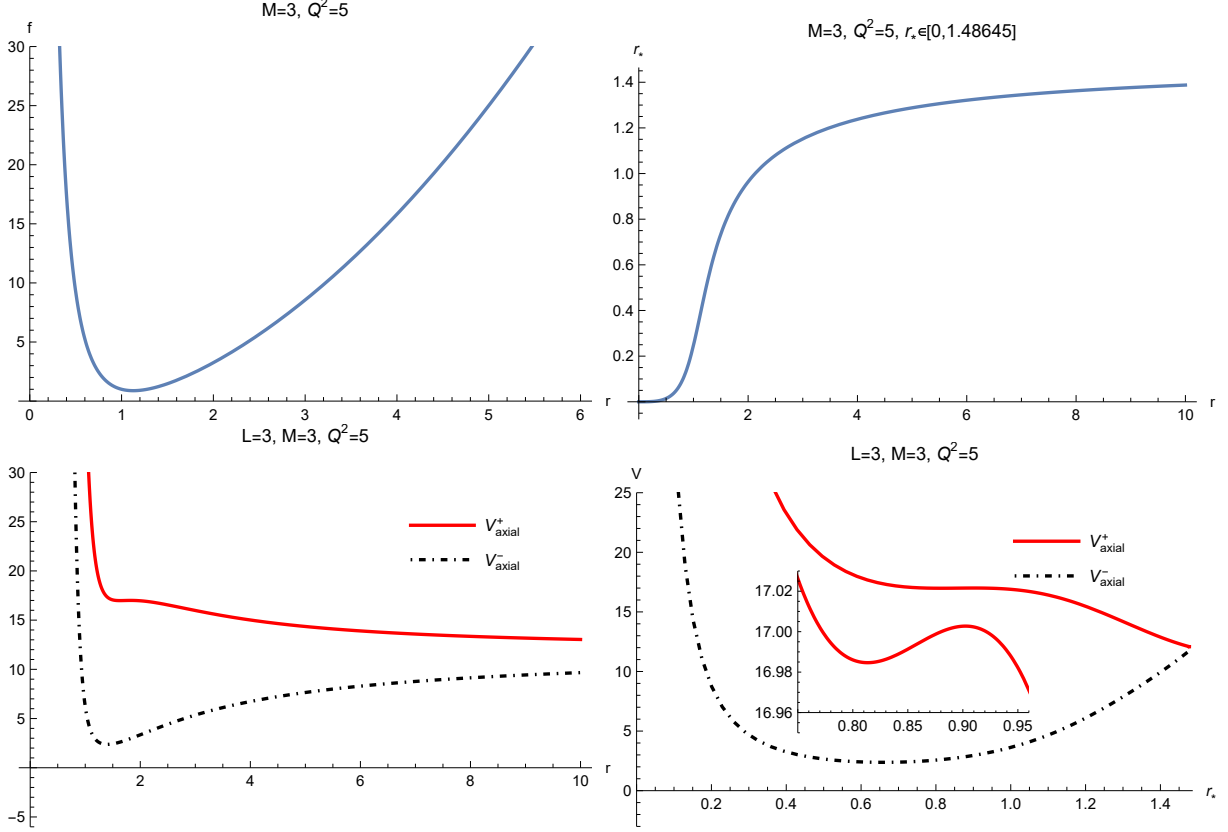 M=3, Q²=5
f
30
25
20
15
10
5
0 1 2 3 4 5 6 r
M=3, Q²=5, r⁎∈[0,1.48645]
r⁎
1.4
1.2
1.0
0.8
0.6
0.4
0.2
0.0
2 4 6 8 10 r
L=3, M=3, Q²=5
30
25
20
15
10
5
0
-5
2 4 6 8 10 r
V⁺axial
V⁻axial
L=3, M=3, Q²=5
V
25
20
15
10
5
0
0.2 0.4 0.6 0.8 1.0 1.2 1.4 r⁎
V⁺axial
V⁻axial
17.02
17.00
16.98
16.96
0.80 0.85 0.90 0.95